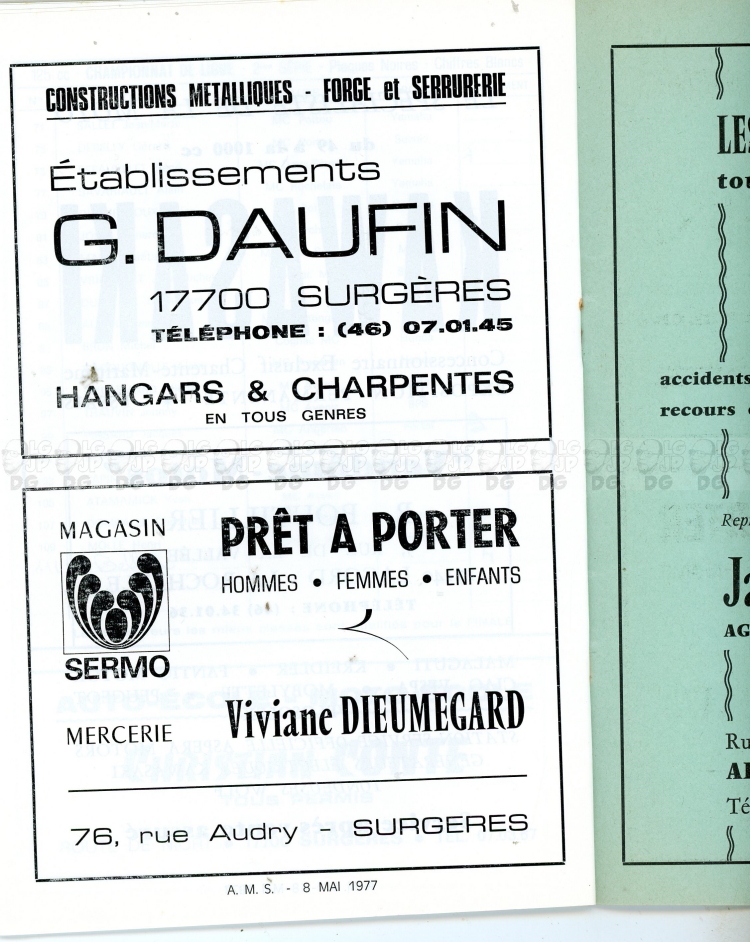 CONSTRUCTIONS METALLIQUES - FORGE et SERRURERIE
Établissements
G. DAUFIN
17700 SURGÈRES
TÉLÉPHONE : (46) 07.01.45
HANGARS & CHARPENTES
EN TOUS GENRES
MAGASIN
SERMO
MERCERIE
PRÊT A PORTER
HOMMES • FEMMES • ENFANTS
Viviane DIEUMEGARD
76, rue Audry - SURGERES
A. M. S. - 8 MAI 1977
LES
tou
accidents
recours
Rep
Ja
AG
Ru
Té